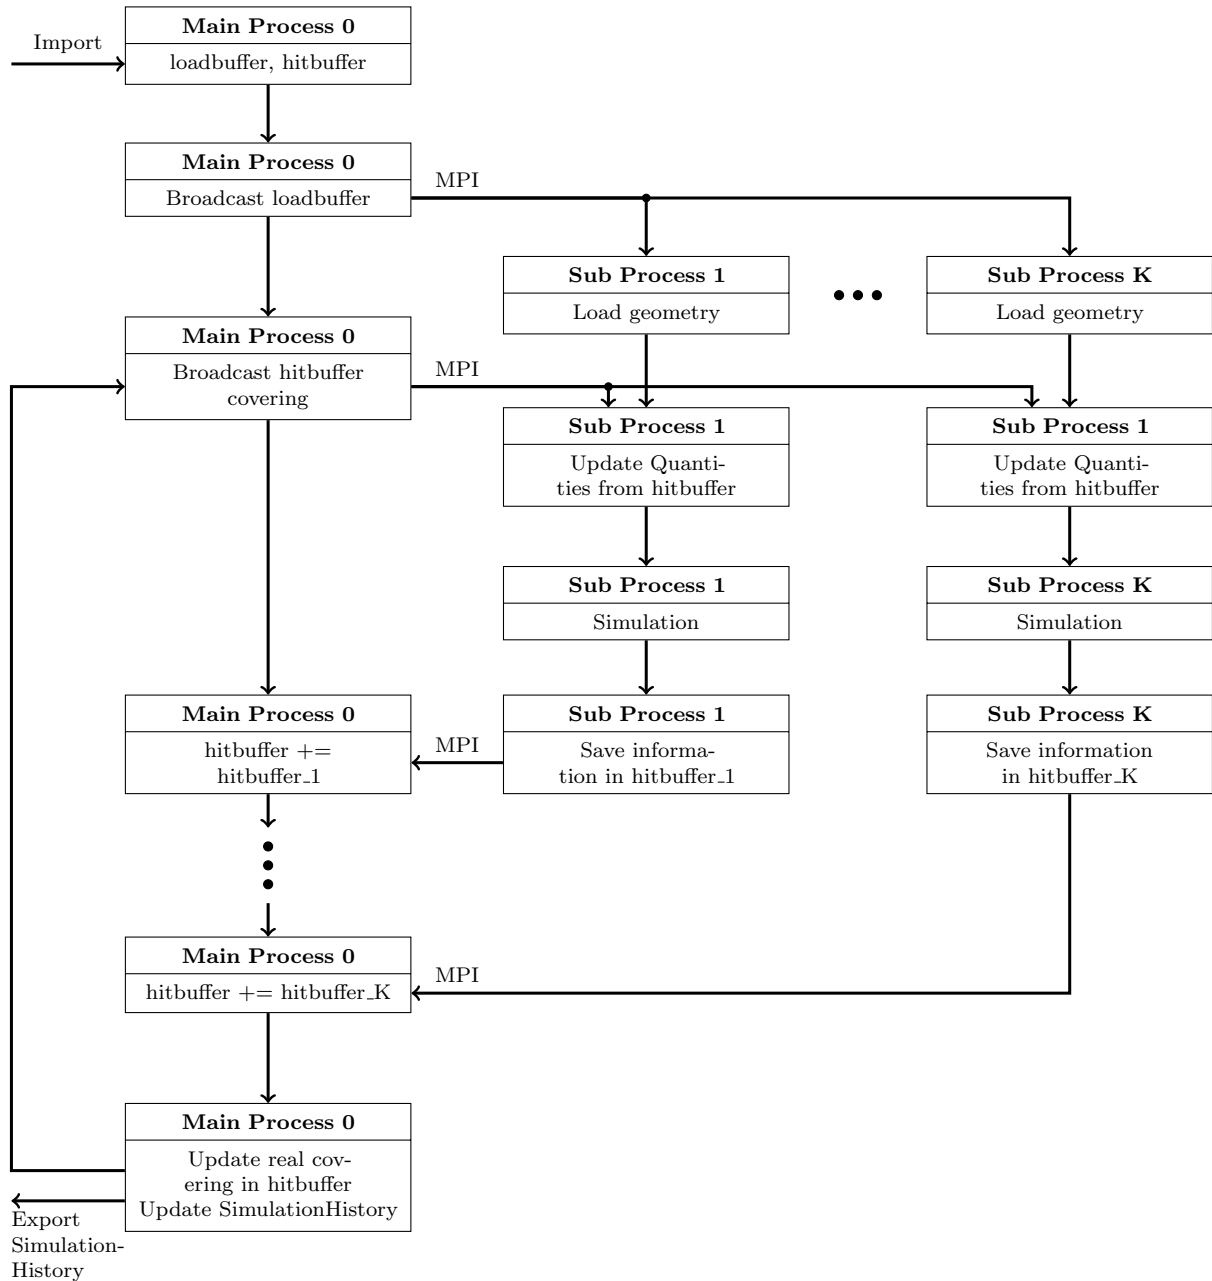 Main Process 0
Import
loadbuffer, hitbuffer
Main Process 0
MPI
Broadcast loadbuffer
Sub Process 1
Sub Process K
Load geometry
Load geometry
Main Process 0
MPI
Broadcast hitbuffer
covering
Sub Process 1
Sub Process 1
Update Quanti-
ties from hitbuffer
Update Quanti-
ties from hitbuffer
Sub Process 1
Sub Process K
Simulation
Simulation
Main Process 0
Sub Process 1
Sub Process K
hitbuffer +=
hitbuffer_1
MPI
Save informa-
tion in hitbuffer_1
Save information
in hitbuffer_K
Main Process 0
MPI
hitbuffer += hitbuffer_K
Main Process 0
Update real cov-
ering in hitbuffer
Update SimulationHistory
Export
Simulation-
History